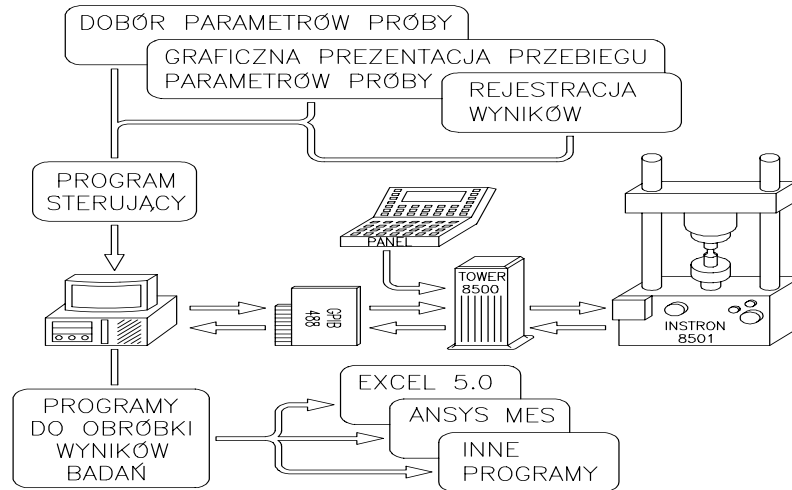 DOBÓR PARAMETRÓW PRÓBY
GRAFICZNA PREZENTACJA PRZEBIEGU
PARAMETRÓW PRÓBY
REJESTRACJA
WYNIKÓW
PROGRAM
STERUJĄCY
PANEL
TOWER
8500
GPIB
488
INSTRON
8501
PROGRAMY
DO OBRÓBKI
WYNIKÓW
BADAŃ
EXCEL 5.0
ANSYS MES
INNE
PROGRAMY